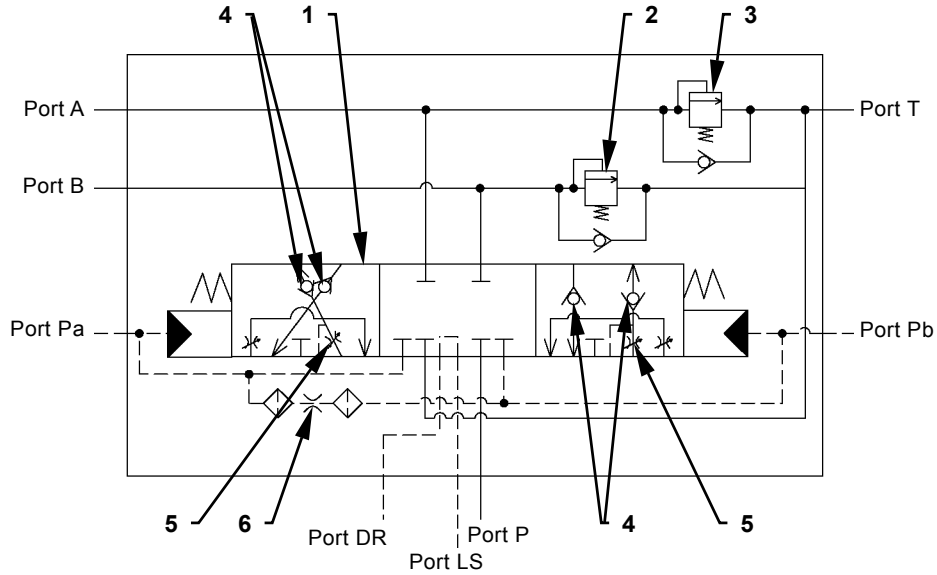 4
1
2
3
Port A
Port T
Port B
Port Pa
Port Pb
5
6
Port DR
Port LS
Port P
4
5